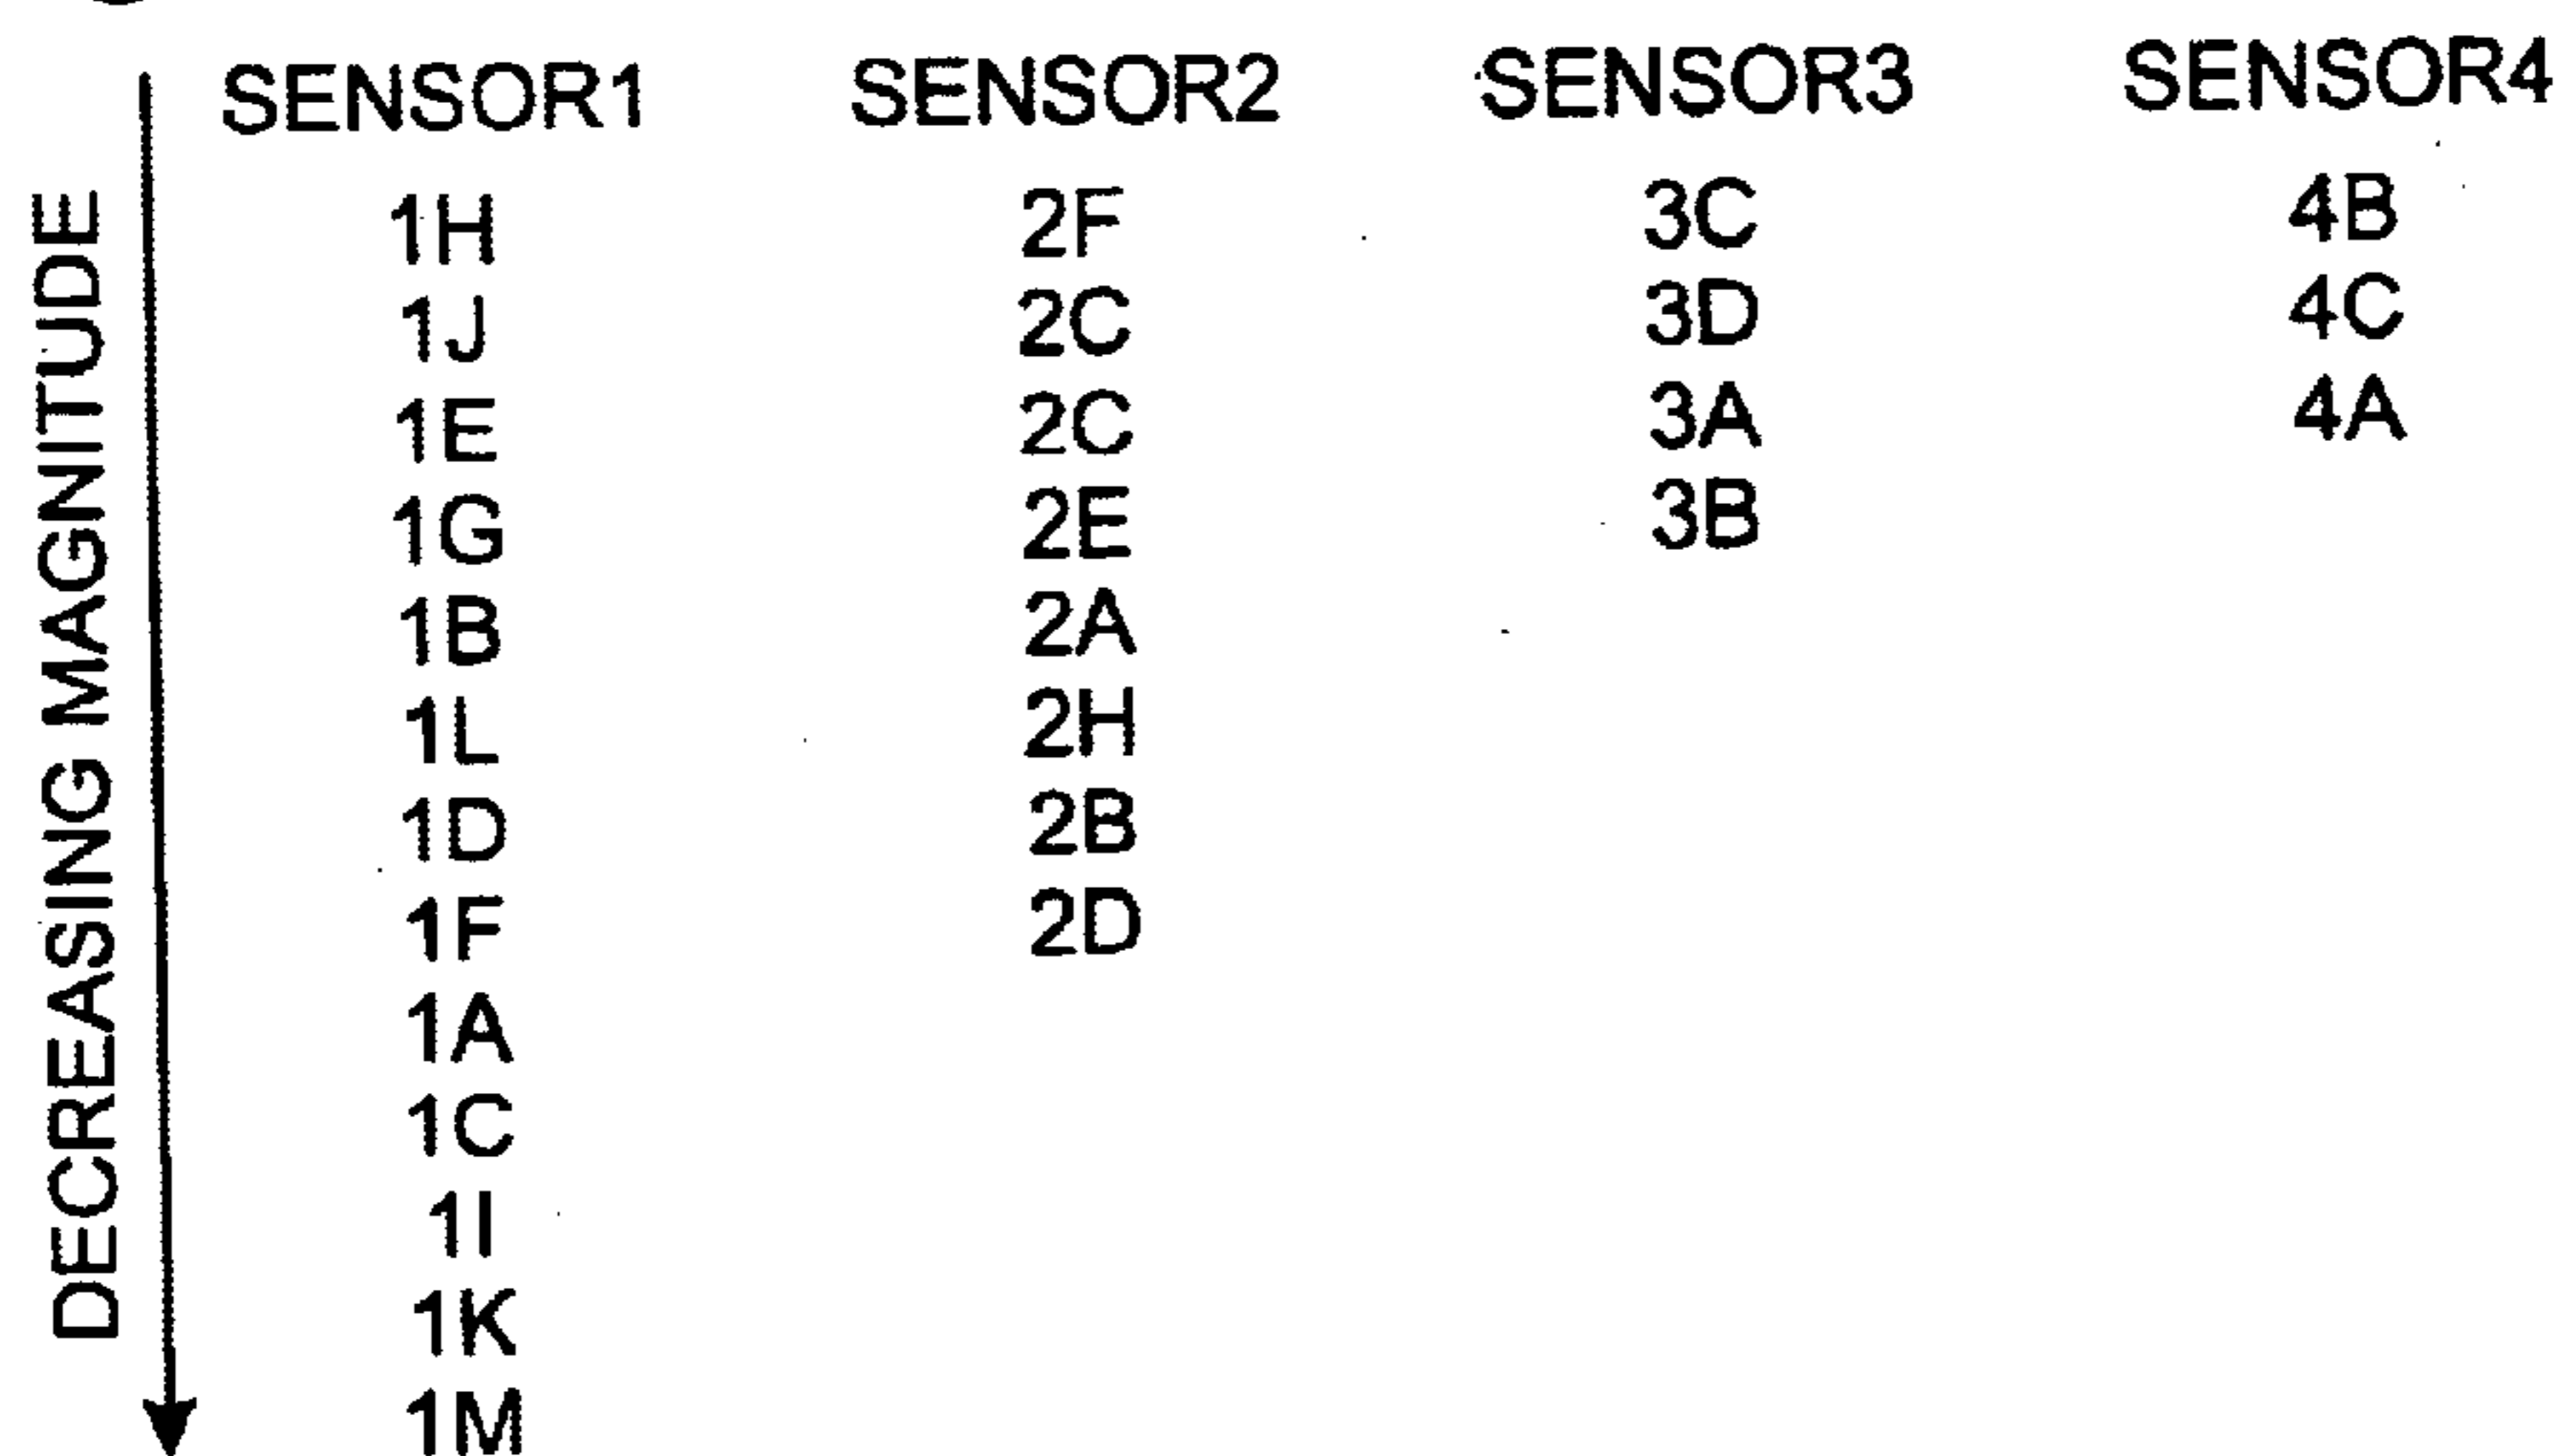 SENSOR1 SENSOR2 SENSOR3 SENSOR4
1H 2F 3C 4B
1J 2C 3D 4C
1E 2C 3A 4A
1G 2E 3B
1B 2A
1L 2H
1D 2B
1F 2D
1A
1C
1I
1K
1M
DECREASING MAGNITUDE